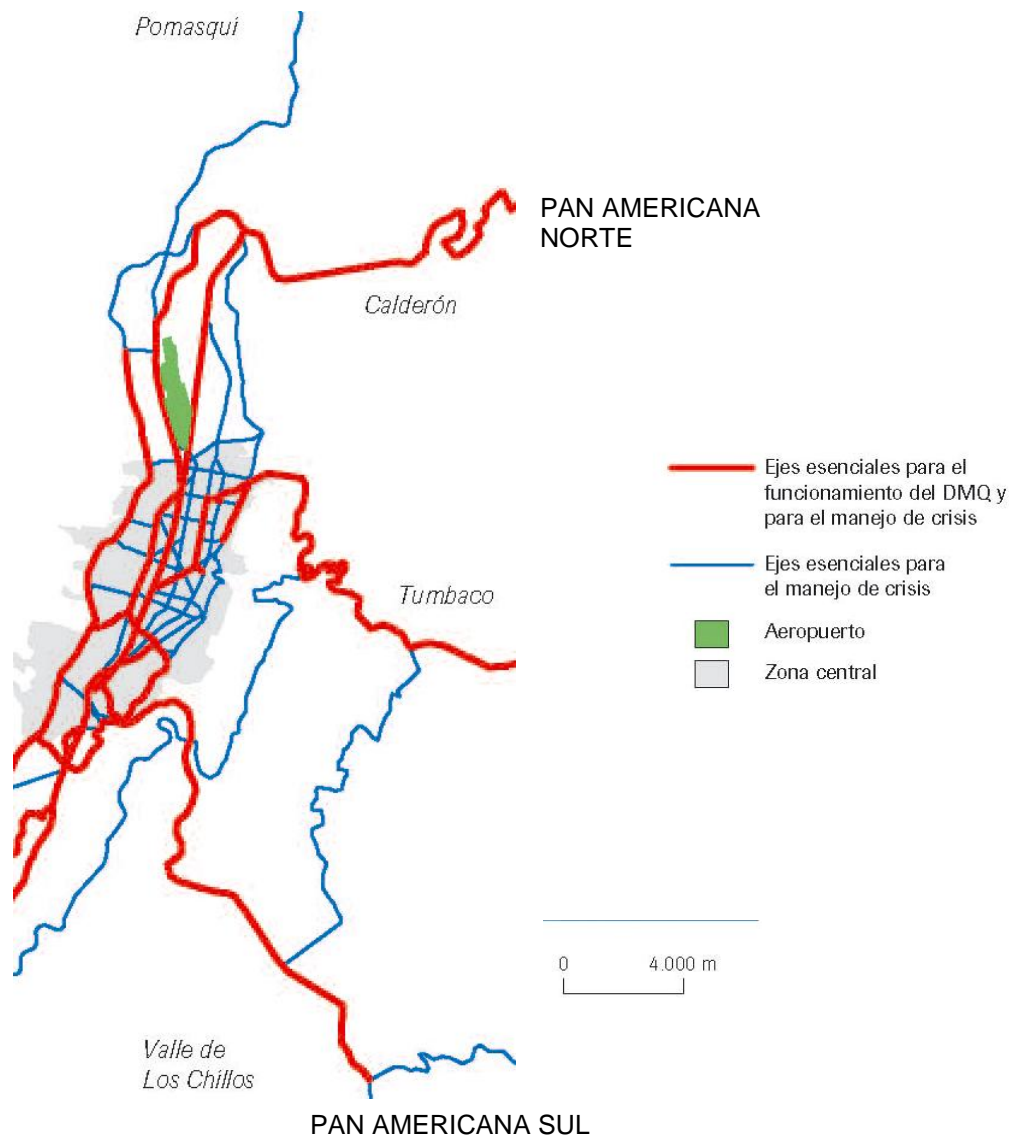 Pomasquí
PAN AMERICANA
NORTE
Calderón
Ejes esenciales para el
funcionamiento del DMQ y
para el manejo de crisis
Ejes esenciales para
el manejo de crisis
Tumbaco
Aeropuerto
Zona central
0 4.000 m
Valle de
Los Chillos
PAN AMERICANA SUL